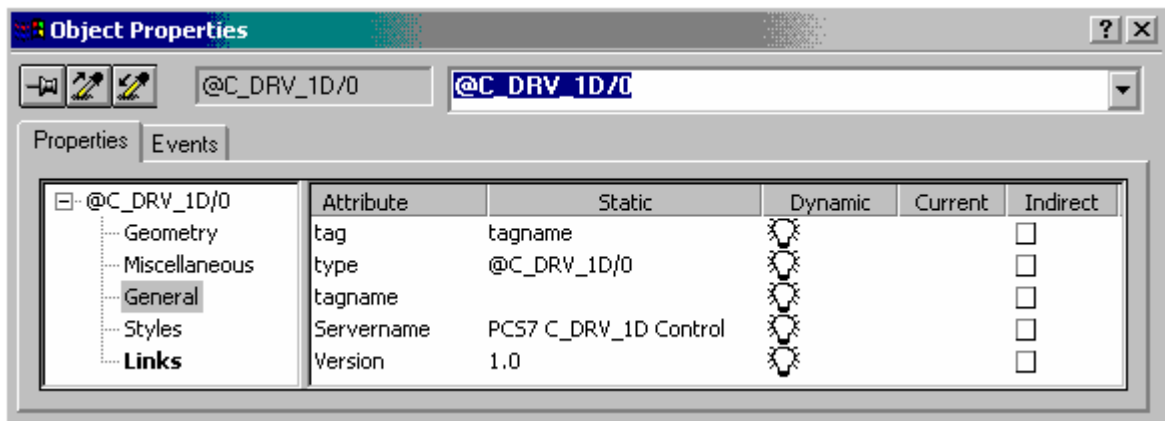 Object Properties
@C_DRV_1D/0 @C_DRV_1D/0
Properties Events
@C_DRV_1D/0 Attribute Static Dynamic Current Indirect
Geometry tag tagname
Miscellaneous type @C_DRV_1D/0
General tagname
Styles Servername PCS7 C_DRV_1D Control
Links Version 1.0